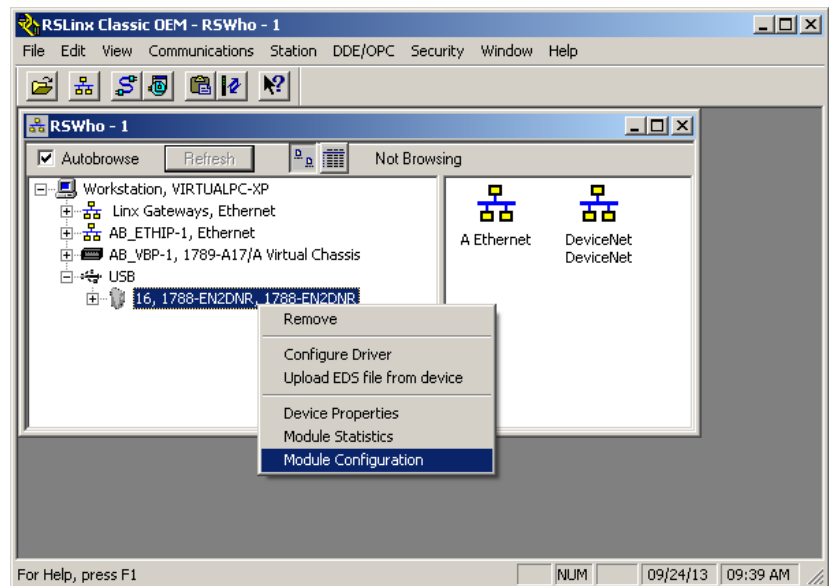 RSLinx Classic OEM - RSWho - 1
File Edit View Communications Station DDE/OPC Security Window Help
RSWho - 1
Autobrowse Refresh Not Browsing
Workstation, VIRTUALPC-XP
Linx Gateways, Ethernet
AB_ETHIP-1, Ethernet
AB_VBP-1, 1789-A17/A Virtual Chassis
USB
16, 1788-EN2DNR, 1788-EN2DNR
A Ethernet
DeviceNet
DeviceNet
Remove
Configure Driver
Upload EDS file from device
Device Properties
Module Statistics
Module Configuration
For Help, press F1 NUM 09/24/13 09:39 AM